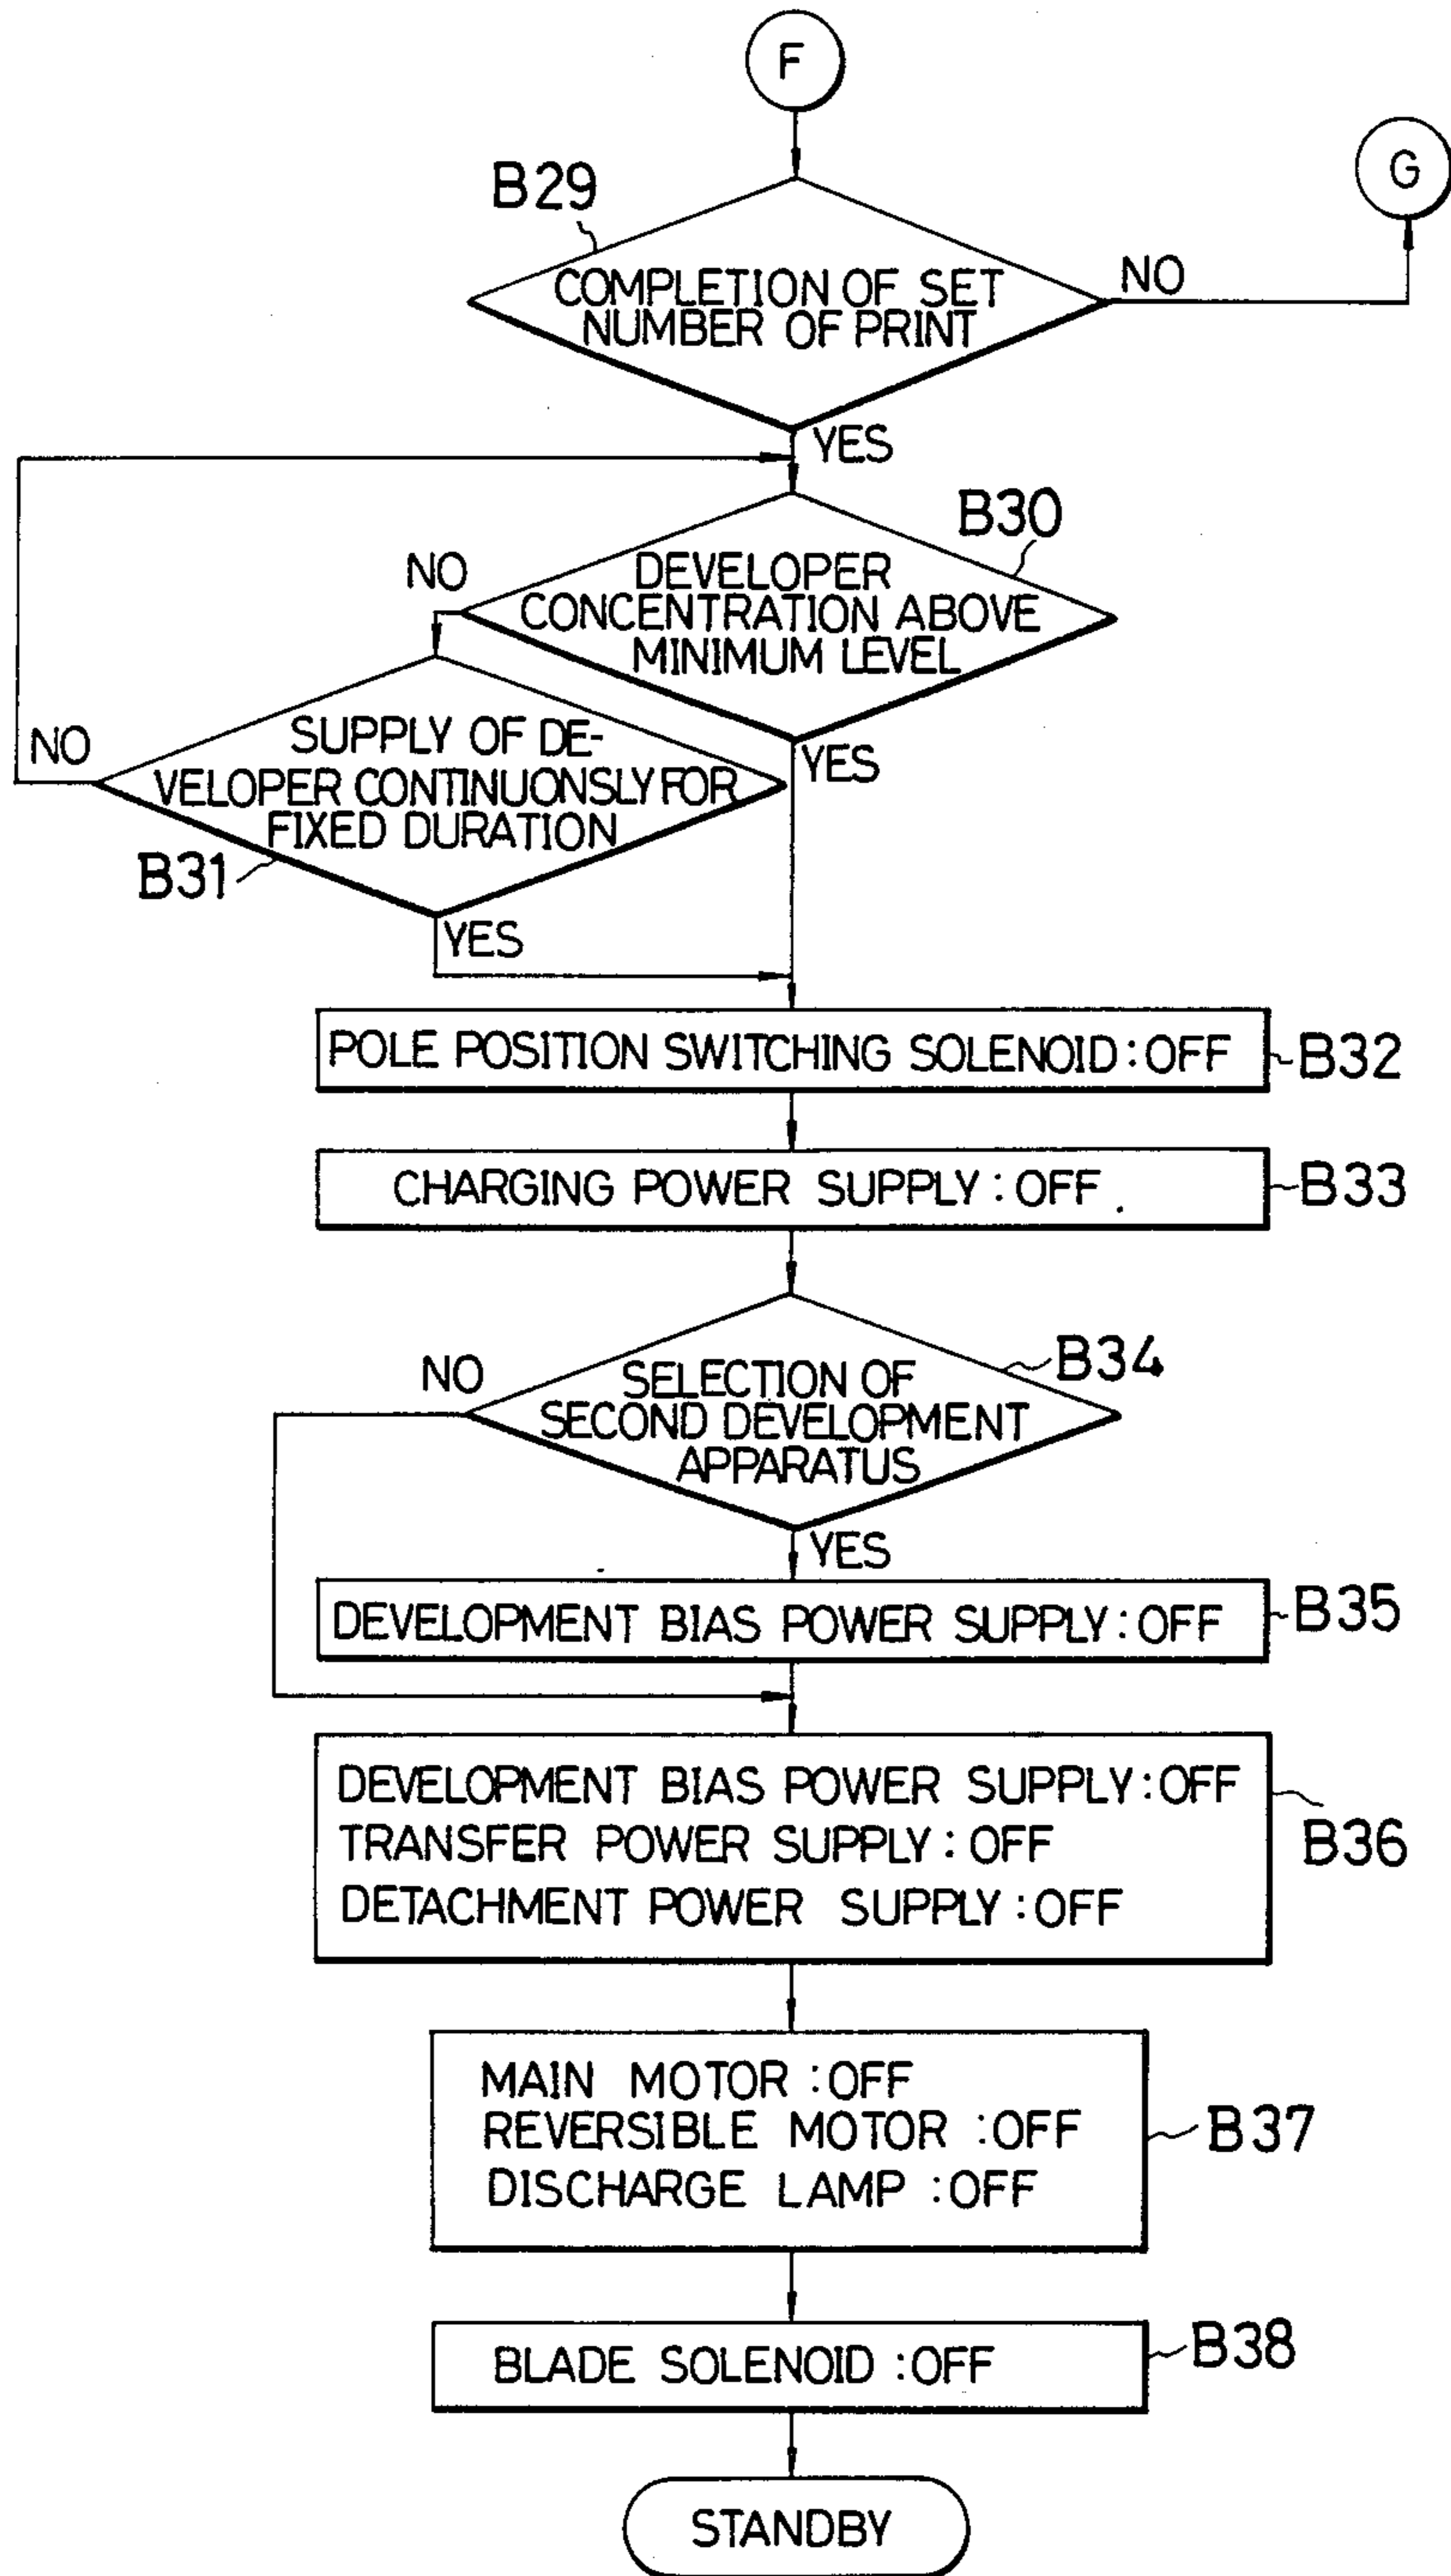 F
G
B29
COMPLETION OF SET
NUMBER OF PRINT
NO
YES
B30
NO
DEVELOPER
CONCENTRATION ABOVE
MINIMUM LEVEL
YES
NO
SUPPLY OF DE-
VELOPER CONTINUONSLY FOR
FIXED DURATION
B31
YES
POLE POSITION SWITCHING SOLENOID : OFF
B32
CHARGING POWER SUPPLY : OFF
B33
B34
NO
SELECTION OF
SECOND DEVELOPMENT
APPARATUS
YES
DEVELOPMENT BIAS POWER SUPPLY : OFF
B35
DEVELOPMENT BIAS POWER SUPPLY : OFF
TRANSFER POWER SUPPLY : OFF
DETACHMENT POWER SUPPLY : OFF
B36
MAIN MOTOR : OFF
REVERSIBLE MOTOR : OFF
DISCHARGE LAMP : OFF
B37
BLADE SOLENOID : OFF
B38
STANDBY